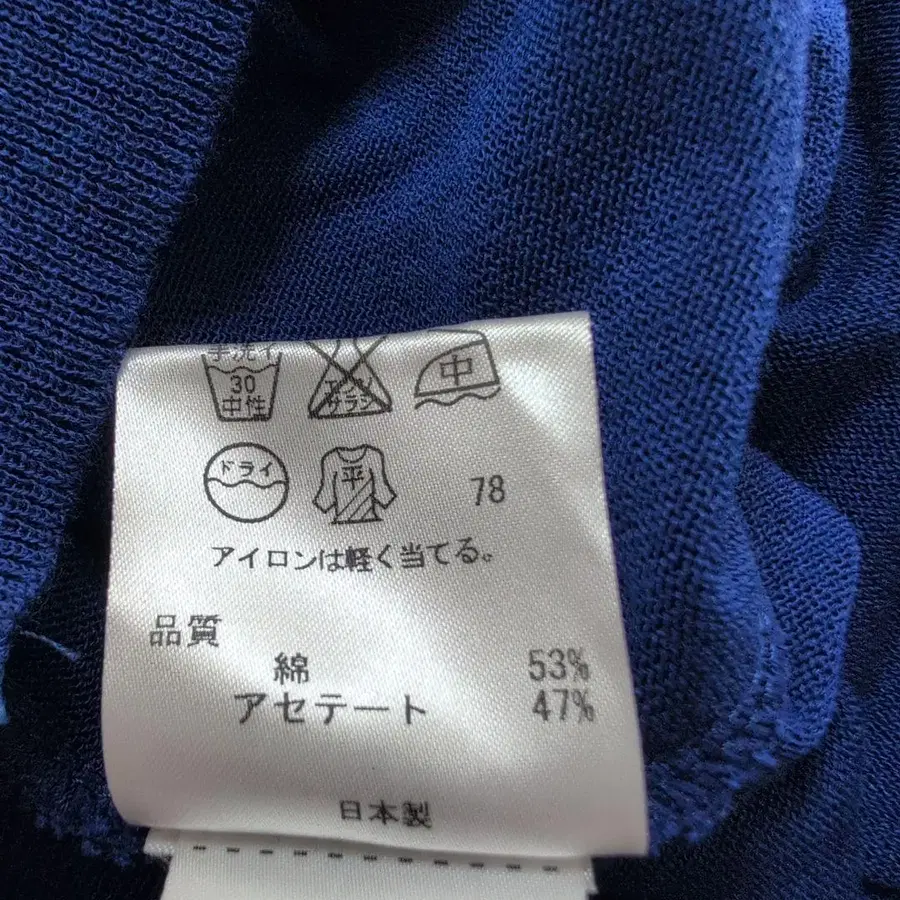 手洗イ
30
中性
エンソ
サラシ
中
ドライ
平
78
アイロンは軽く当てる。
品質
綿 53%
アセテート 47%
日本製